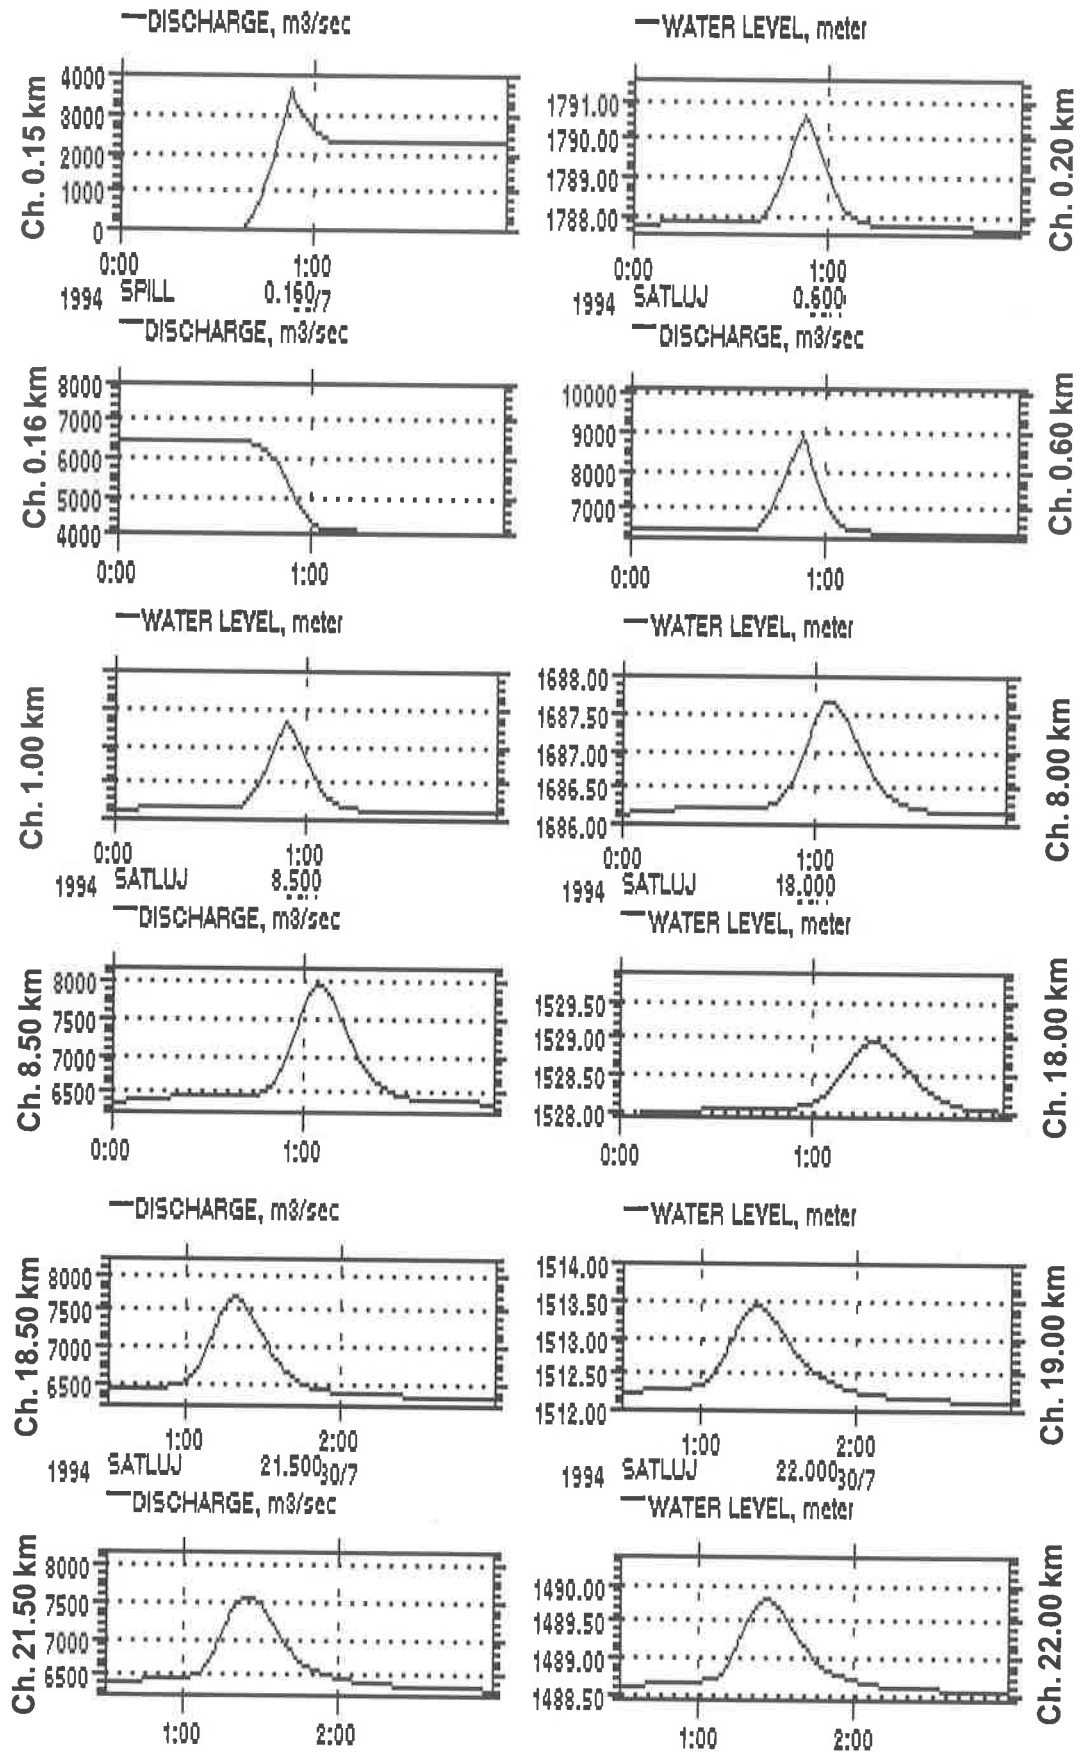 DISCHARGE, m3/sec
4000
3000
2000
1000
0
0:00 1:00
Ch. 0.15 km
WATER LEVEL, meter
1791.00
1790.00
1789.00
1788.00
0:00 1:00
Ch. 0.20 km
1994 SPILL 0.160 /7
DISCHARGE, m3/sec
8000
7000
6000
5000
4000
0:00 1:00
Ch. 0.16 km
1994 SATLUJ 0.600
DISCHARGE, m3/sec
10000
9000
8000
7000
0:00 1:00
Ch. 0.60 km
WATER LEVEL, meter
0:00 1:00
Ch. 1.00 km
WATER LEVEL, meter
1688.00
1687.50
1687.00
1686.50
1686.00
0:00 1:00
Ch. 8.00 km
1994 SATLUJ 8.500
DISCHARGE, m3/sec
8000
7500
7000
6500
0:00 1:00
Ch. 8.50 km
1994 SATLUJ 18.000
WATER LEVEL, meter
1529.50
1529.00
1528.50
1528.00
0:00 1:00
Ch. 18.00 km
DISCHARGE, m3/sec
8000
7500
7000
6500
1:00 2:00
Ch. 18.50 km
WATER LEVEL, meter
1514.00
1513.50
1513.00
1512.50
1512.00
1:00 2:00
Ch. 19.00 km
1994 SATLUJ 21.500 30/7
DISCHARGE, m3/sec
8000
7500
7000
6500
1:00 2:00
Ch. 21.50 km
1994 SATLUJ 22.000 30/7
WATER LEVEL, meter
1490.00
1489.50
1489.00
1488.50
1:00 2:00
Ch. 22.00 km